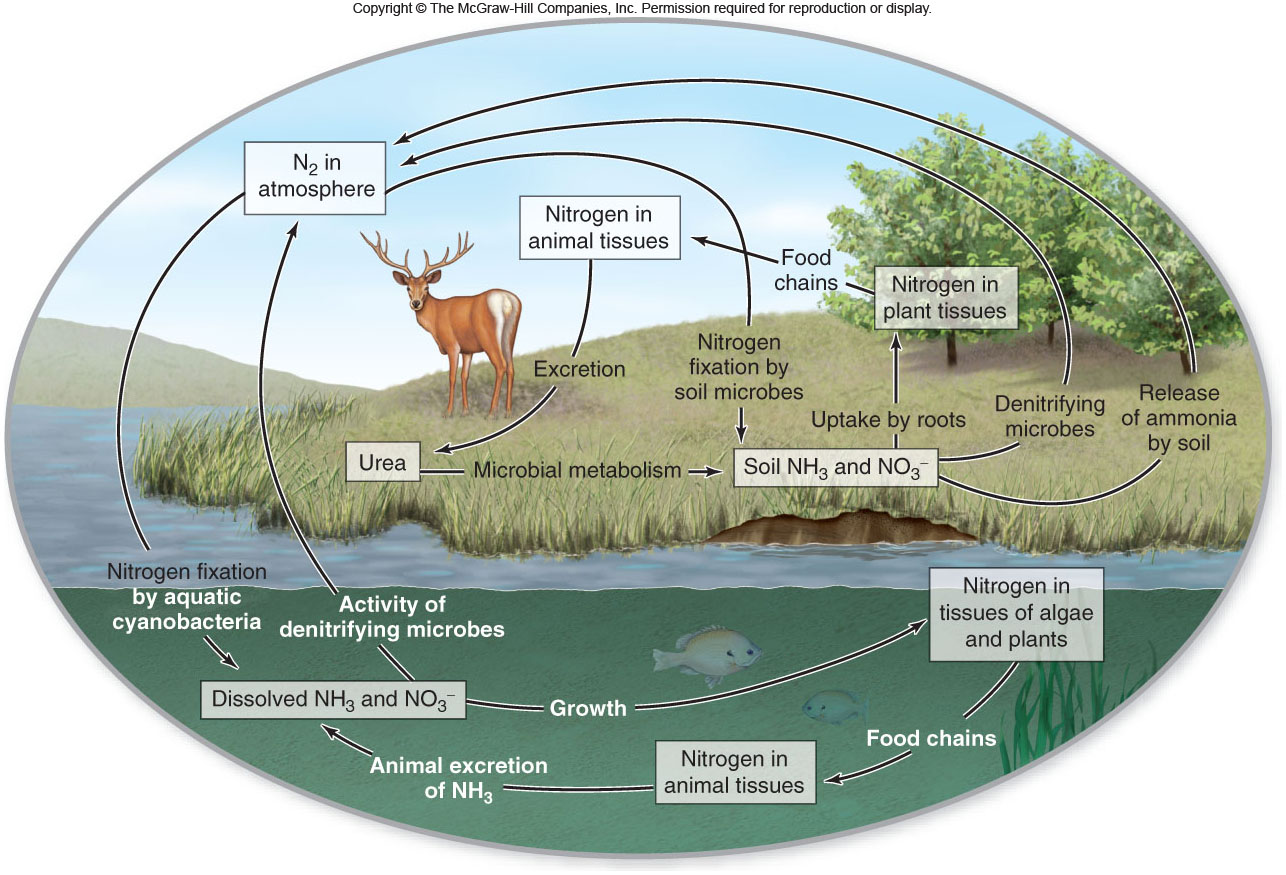 Copyright © The McGraw-Hill Companies, Inc. Permission required for reproduction or display.
N₂ in
atmosphere
Nitrogen in
animal tissues
Food
chains
Nitrogen in
plant tissues
Nitrogen
fixation by
soil microbes
Excretion
Uptake by roots
Denitrifying
microbes
Release
of ammonia
by soil
Urea
Microbial metabolism
Soil NH₃ and NO₃⁻
Nitrogen fixation
by aquatic
cyanobacteria
Activity of
denitrifying microbes
Nitrogen in
tissues of algae
and plants
Dissolved NH₃ and NO₃⁻
Growth
Food chains
Animal excretion
of NH₃
Nitrogen in
animal tissues